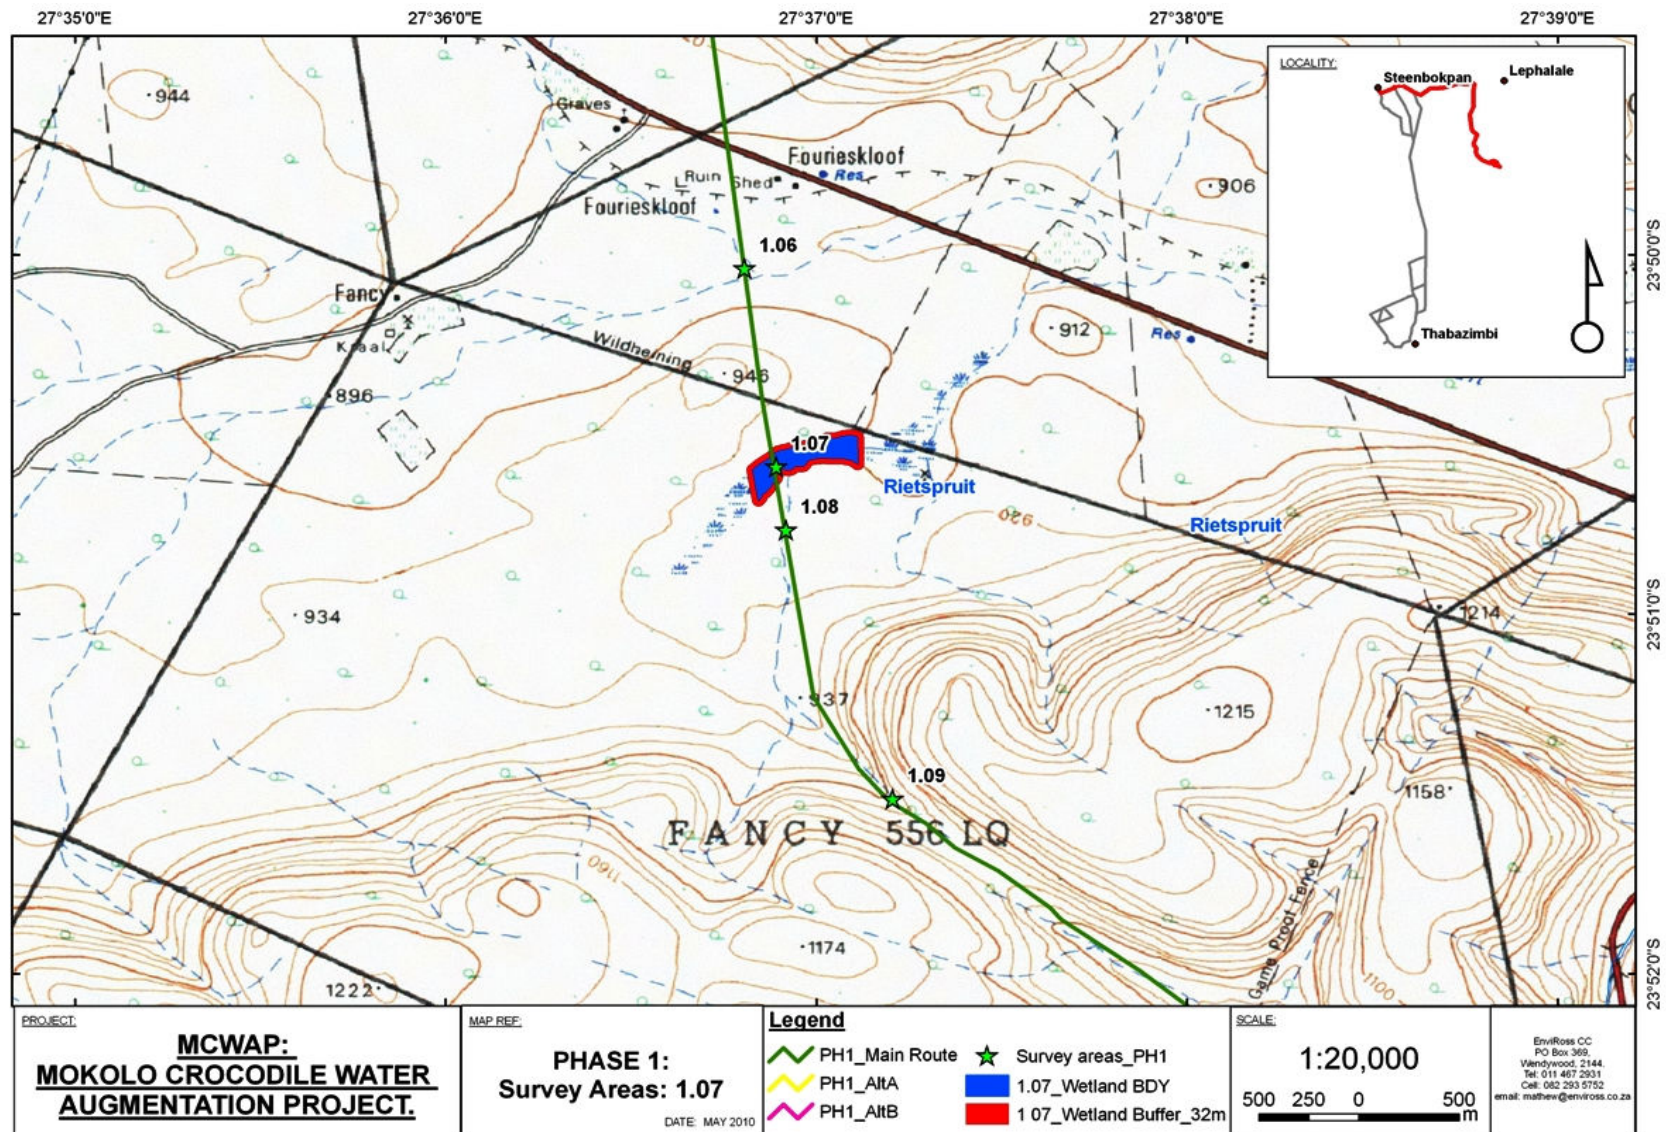 27°35'0"E 27°36'0"E 27°37'0"E 27°38'0"E 27°39'0"E
LOCALITY:
Steenbokpan
Lephalale
Thabazimbi
944
Graves
Fourieskloof
Ruin Shed
Res
Fourieskloof
906
1.06
23°50'0"S
Fancy
Kraal
Wildheining
912
Res
946
896
1.07
Rietspruit
1.08
920
Rietspruit
934
1214
23°51'0"S
937
1215
1.09
1158
FANCY 556 LQ
1160
Game Proof Fence
1174
1222
1100
23°52'0"S
PROJECT:
MCWAP:
MOKOLO CROCODILE WATER
AUGMENTATION PROJECT.
MAP REF:
PHASE 1:
Survey Areas: 1.07
DATE: MAY 2010
Legend
PH1_Main Route
PH1_AltA
PH1_AltB
Survey areas_PH1
1.07_Wetland BDY
1 07_Wetland Buffer_32m
SCALE:
1:20,000
500 250 0 500
m
EnviRoss CC
PO Box 369,
Wendywood, 2144.
Tel: 011 467 2931
Cell: 082 293 5752
email: mathew@enviross.co.za